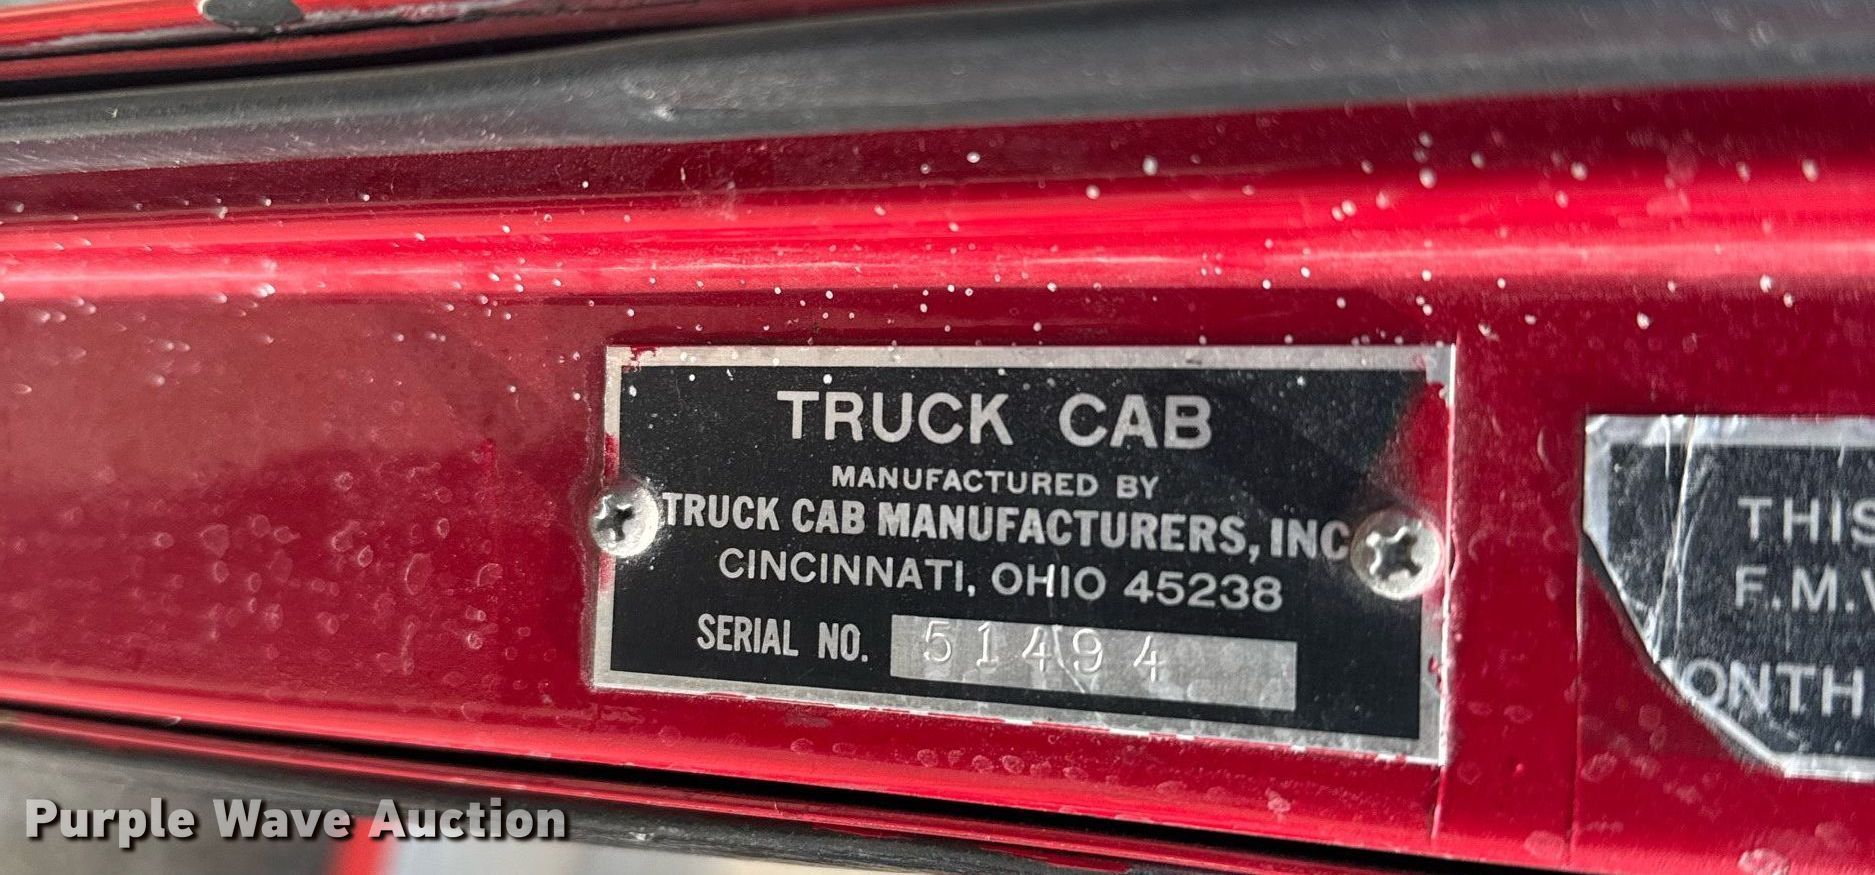 TRUCK CAB
MANUFACTURED BY
TRUCK CAB MANUFACTURERS, INC
CINCINNATI, OHIO 45238
SERIAL NO. 51494
THIS
F.M.V
ONTH
Purple Wave Auction